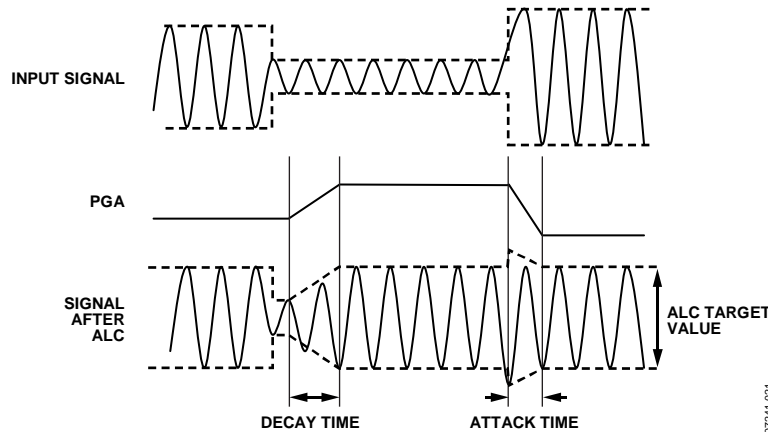 INPUT SIGNAL
PGA
SIGNAL
AFTER
ALC
ALC TARGET
VALUE
DECAY TIME
ATTACK TIME